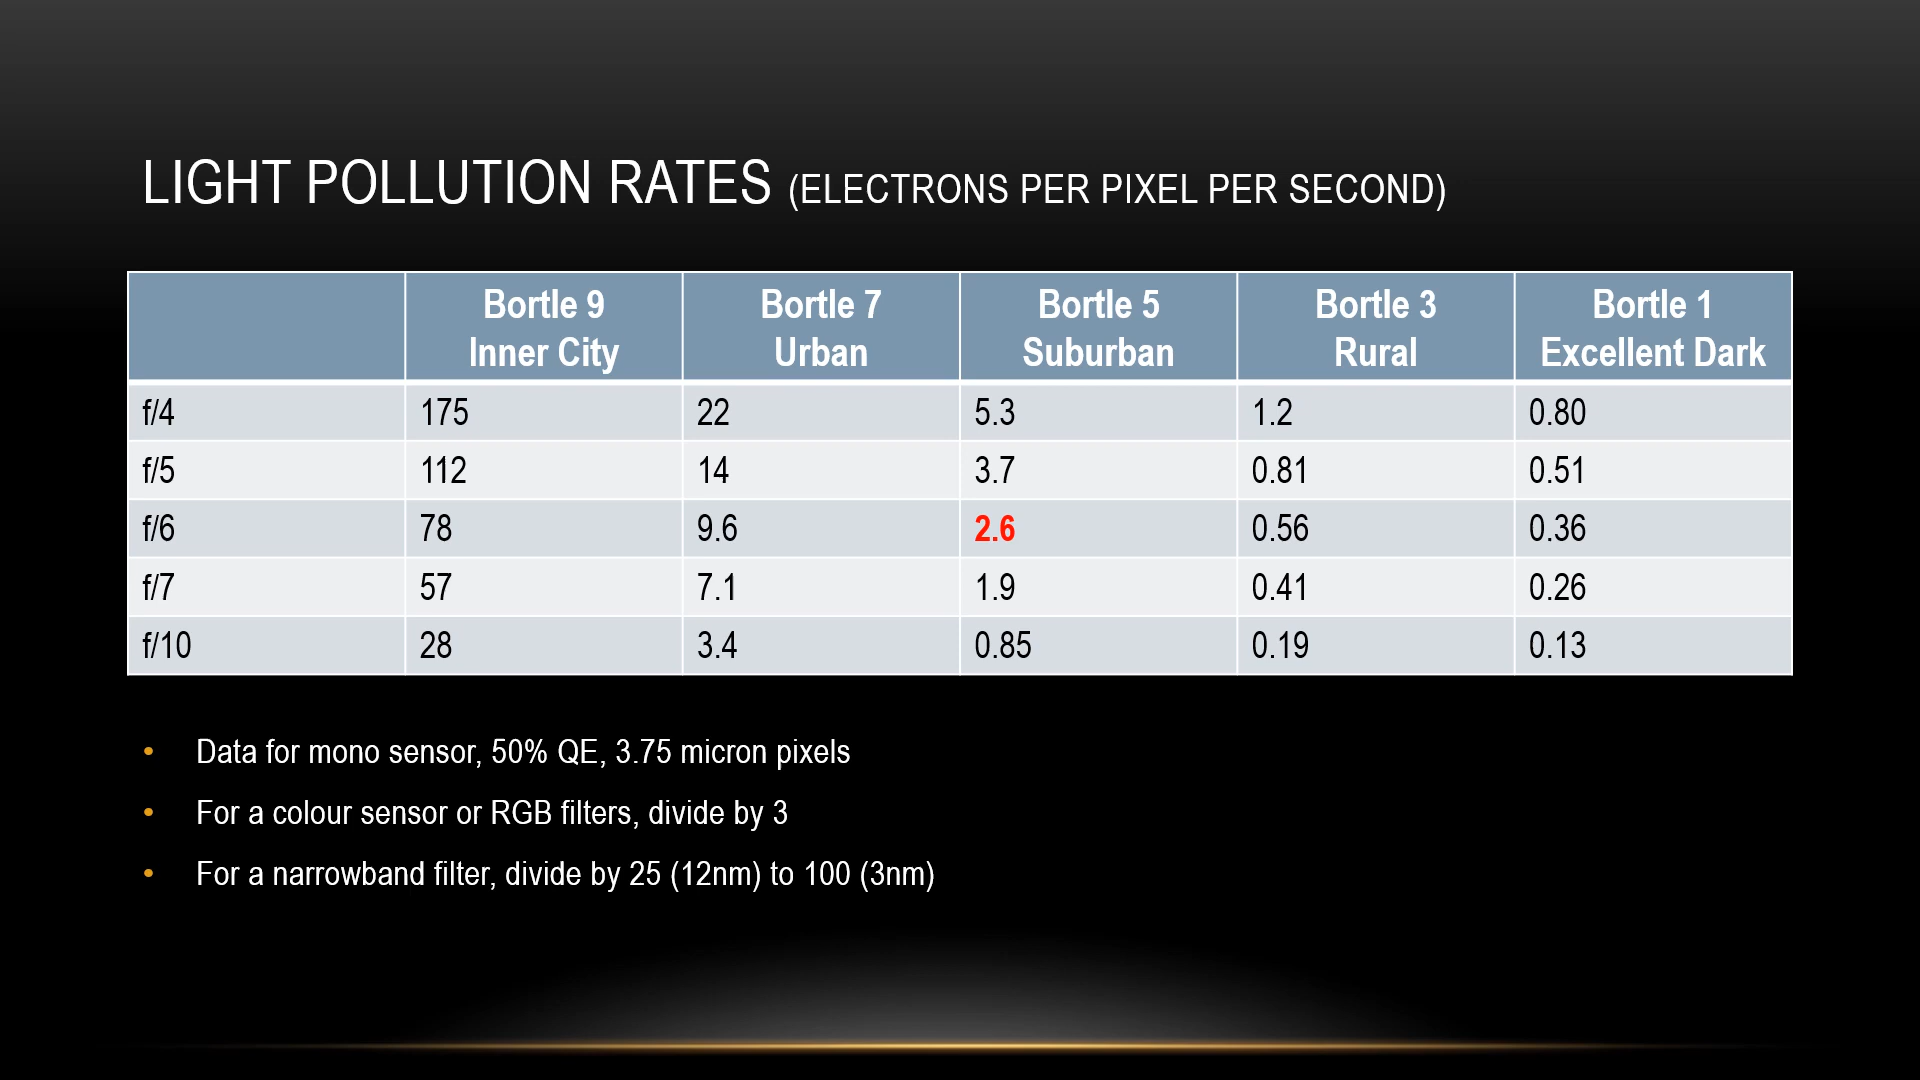 LIGHT POLLUTION RATES (ELECTRONS PER PIXEL PER SECOND)
Bortle 9 Inner City | Bortle 7 Urban | Bortle 5 Suburban | Bortle 3 Rural | Bortle 1 Excellent Dark
f/4 | 175 | 22 | 5.3 | 1.2 | 0.80
f/5 | 112 | 14 | 3.7 | 0.81 | 0.51
f/6 | 78 | 9.6 | 2.6 | 0.56 | 0.36
f/7 | 57 | 7.1 | 1.9 | 0.41 | 0.26
f/10 | 28 | 3.4 | 0.85 | 0.19 | 0.13
• Data for mono sensor, 50% QE, 3.75 micron pixels
• For a colour sensor or RGB filters, divide by 3
• For a narrowband filter, divide by 25 (12nm) to 100 (3nm)